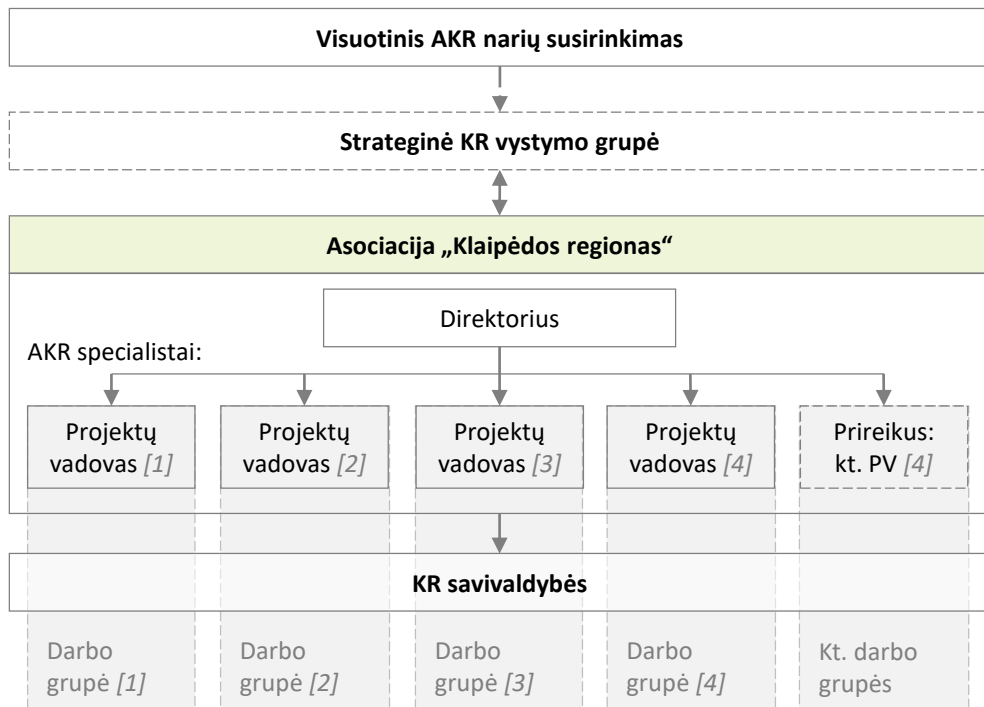 Visuotinis AKR narių susirinkimas
Strateginė KR vystymo grupė
Asociacija „Klaipėdos regionas“
Direktorius
AKR specialistai:
Projektų
vadovas [1]
Projektų
vadovas [2]
Projektų
vadovas [3]
Projektų
vadovas [4]
Prireikus:
kt. PV [4]
KR savivaldybės
Darbo
grupė [1]
Darbo
grupė [2]
Darbo
grupė [3]
Darbo
grupė [4]
Kt. darbo
grupės